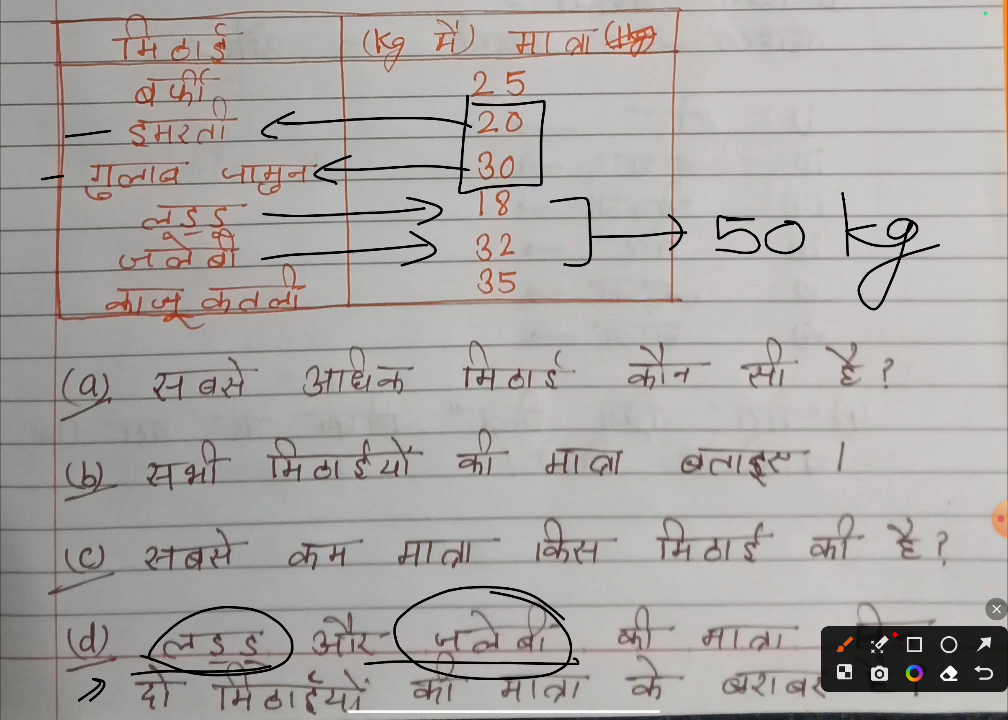 मिठाई (Kg में) मात्रा
बर्फी 25
इमरती 20
गुलाब जामुन 30
लड्डू 18
जलेबी 32
काजू कतली 35
50 kg
(a) सबसे अधिक मिठाई कौन सी है?
(b) सभी मिठाईयों की मात्रा बताइए ।
(c) सबसे कम मात्रा किस मिठाई की है?
(d) लड्डू और जलेबी की मात्रा
दो मिठाईयों की मात्रा के बराबर